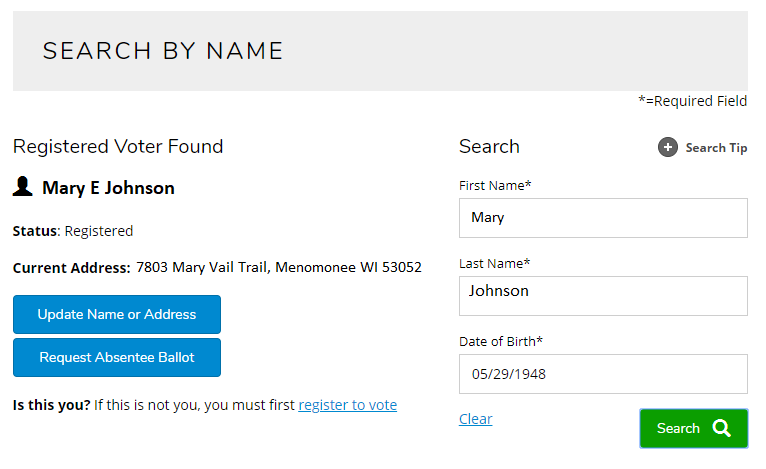 SEARCH BY NAME
*=Required Field
Registered Voter Found
Mary E Johnson
Status: Registered
Current Address: 7803 Mary Vail Trail, Menomonee WI 53052
Update Name or Address
Request Absentee Ballot
Is this you? If this is not you, you must first register to vote
Search
Search Tip
First Name*
Mary
Last Name*
Johnson
Date of Birth*
05/29/1948
Clear
Search